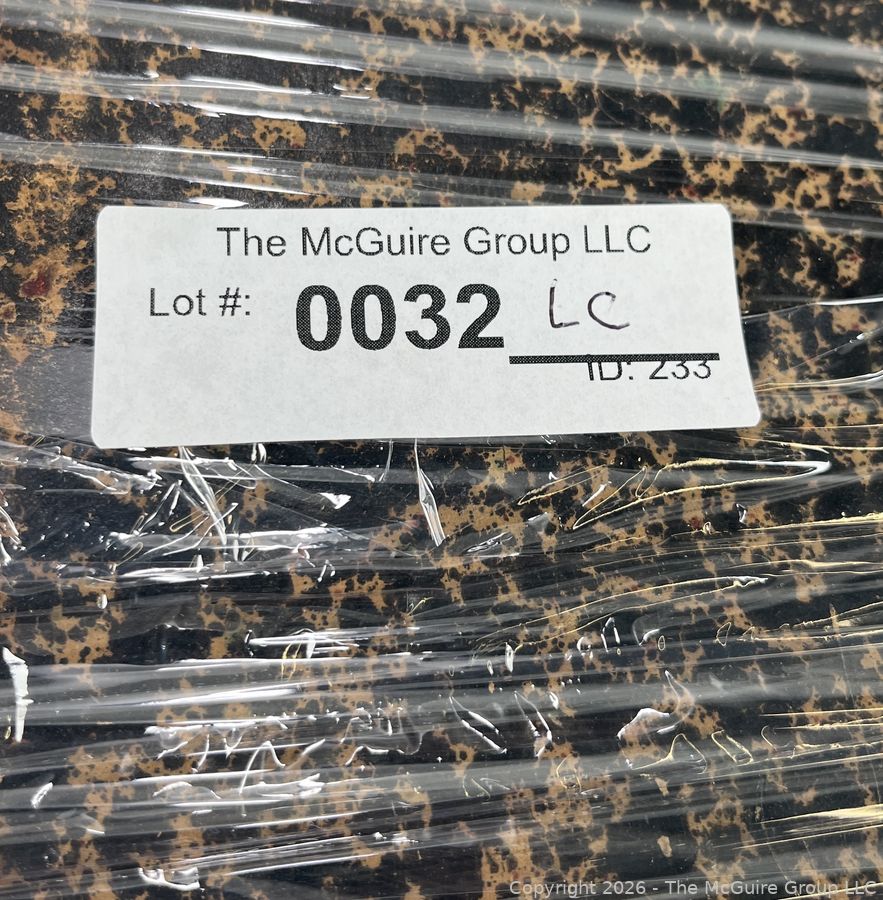 The McGuire Group LLC
Lot #: 0032 LC
ID: 233
Copyright 2026 - The McGuire Group LLC